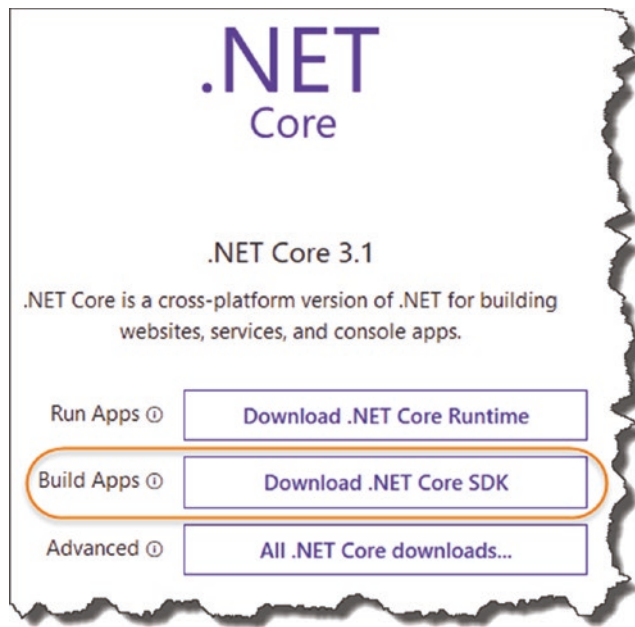 .NET
Core
.NET Core 3.1
.NET Core is a cross-platform version of .NET for building
websites, services, and console apps.
Run Apps ⓘ Download .NET Core Runtime
Build Apps ⓘ Download .NET Core SDK
Advanced ⓘ All .NET Core downloads...